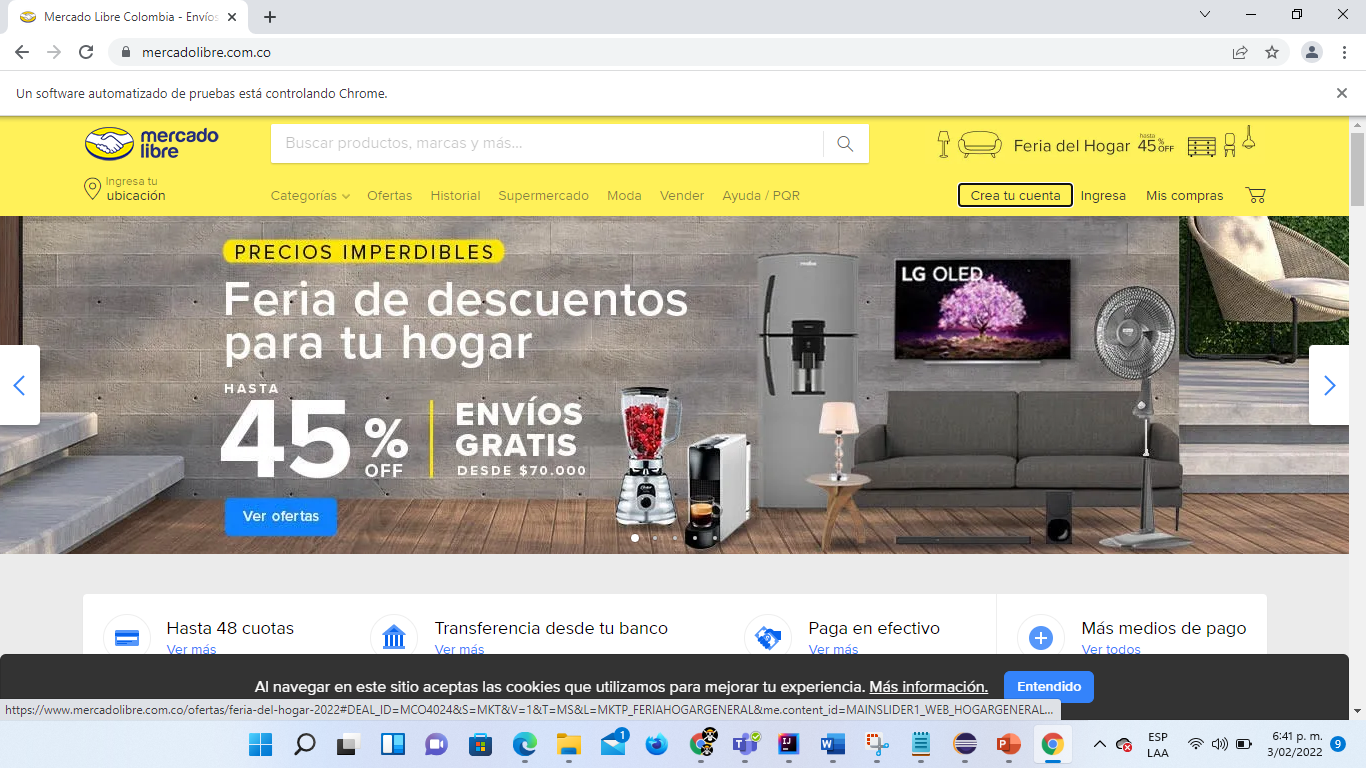 Mercado Libre Colombia - Envíos
mercadolibre.com.co
Un software automatizado de pruebas está controlando Chrome.
mercado
libre
Buscar productos, marcas y más...
Feria del Hogar hasta 45% OFF
Ingresa tu
ubicación
Categorías Ofertas Historial Supermercado Moda Vender Ayuda / PQR
Crea tu cuenta Ingresa Mis compras
PRECIOS IMPERDIBLES
Feria de descuentos
para tu hogar
HASTA
45% OFF
ENVÍOS
GRATIS
DESDE $70.000
Ver ofertas
LG OLED
Hasta 48 cuotas
Ver más
Transferencia desde tu banco
Ver más
Paga en efectivo
Ver más
Más medios de pago
Ver todos
Al navegar en este sitio aceptas las cookies que utilizamos para mejorar tu experiencia. Más información.
Entendido
https://www.mercadolibre.com.co/ofertas/feria-del-hogar-2022#DEAL_ID=MCO4024&S=MKT&V=1&T=MS&L=MKTP_FERIAHOGARGENERAL&me.content_id=MAINSLIDER1_WEB_HOGARGENERAL...
1
ESP
LAA
6:41 p. m.
3/02/2022
9